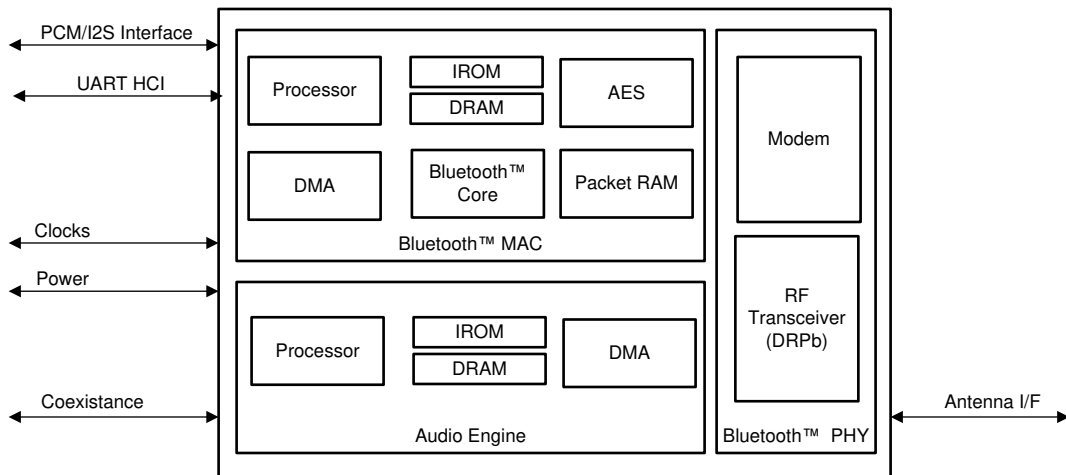 PCM/I2S Interface
UART HCI
Clocks
Power
Coexistance
Processor
IROM
DRAM
AES
DMA
Bluetooth™
Core
Packet RAM
Bluetooth™ MAC
Processor
IROM
DRAM
DMA
Audio Engine
Modem
RF
Transceiver
(DRPb)
Bluetooth™ PHY
Antenna I/F